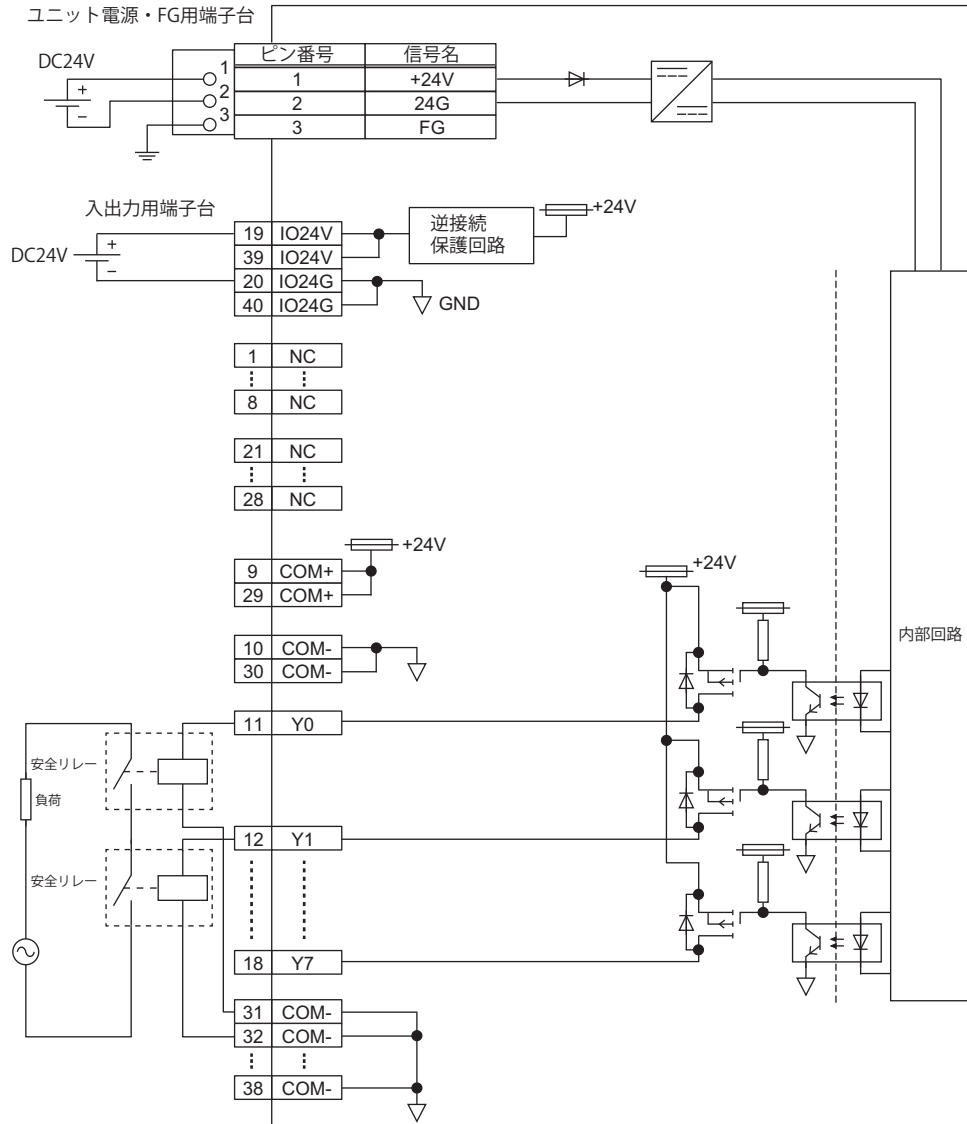 ユニット電源・FG用端子台
DC24V
+
−
1
2
3
ピン番号 信号名
1 +24V
2 24G
3 FG
入出力用端子台
DC24V
+
−
19 IO24V
39 IO24V
20 IO24G
40 IO24G
逆接続
保護回路
+24V
GND
1 NC
8 NC
21 NC
28 NC
+24V
9 COM+
29 COM+
10 COM-
30 COM-
+24V
内部回路
11 Y0
安全リレー
負荷
12 Y1
安全リレー
18 Y7
31 COM-
32 COM-
38 COM-